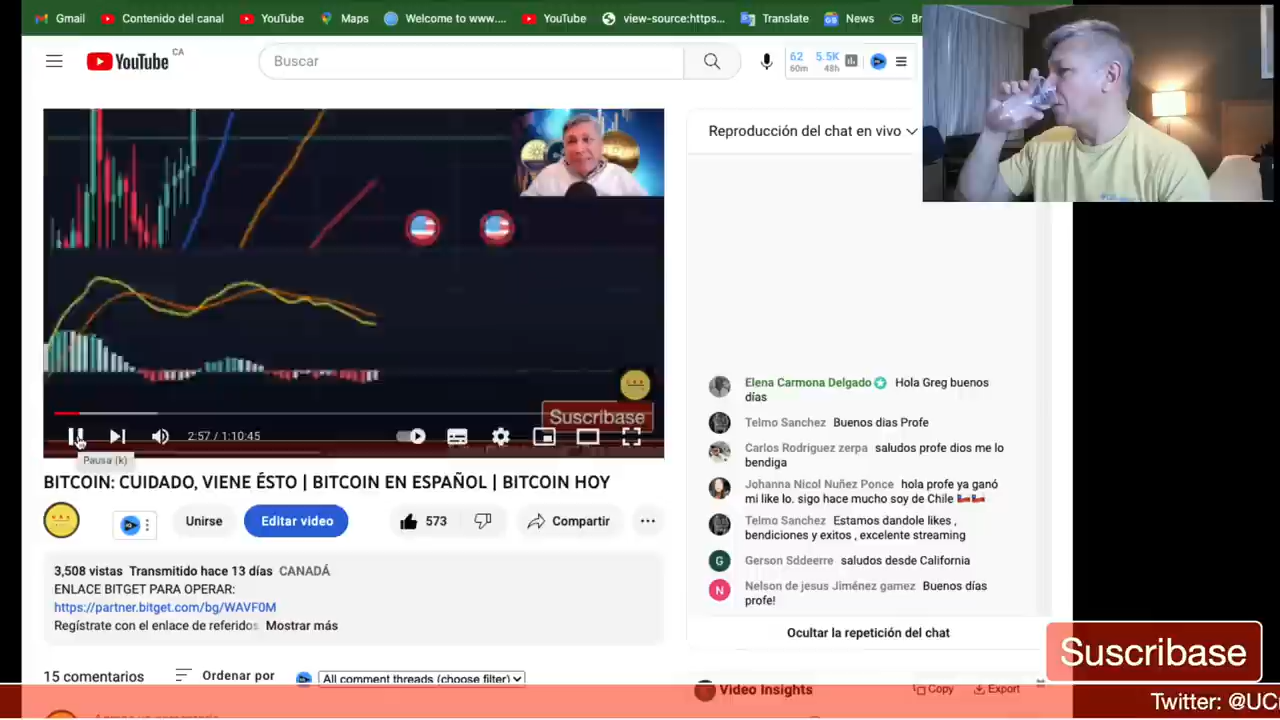 Gmail
Contenido del canal
YouTube
Maps
Welcome to www....
YouTube
view-source:https...
Translate
News
YouTube CA
Buscar
62 5.5K
60m 48h
Reproducción del chat en vivo
Suscribase
2:57 / 1:10:45
Pausa (k)
BITCOIN: CUIDADO, VIENE ÉSTO | BITCOIN EN ESPAÑOL | BITCOIN HOY
Unirse
Editar video
573
Compartir
3,508 vistas Transmitido hace 13 días CANADÁ
ENLACE BITGET PARA OPERAR:
https://partner.bitget.com/bg/WAVF0M
Regístrate con el enlace de referidos Mostrar más
15 comentarios
Ordenar por
All comment threads (choose filter)
Elena Carmona Delgado Hola Greg buenos
días
Telmo Sanchez Buenos dias Profe
Carlos Rodriguez zerpa saludos profe dios me lo
bendiga
Johanna Nicol Nuñez Ponce hola profe ya ganó
mi like lo. sigo hace mucho soy de Chile
Telmo Sanchez Estamos dandole likes ,
bendiciones y exitos , excelente streaming
G
Gerson Sddeerre saludos desde California
N
Nelson de jesus Jiménez gamez Buenos días
profe!
Ocultar la repetición del chat
Video Insights
Copy
Export
Suscribase
Twitter: @UC